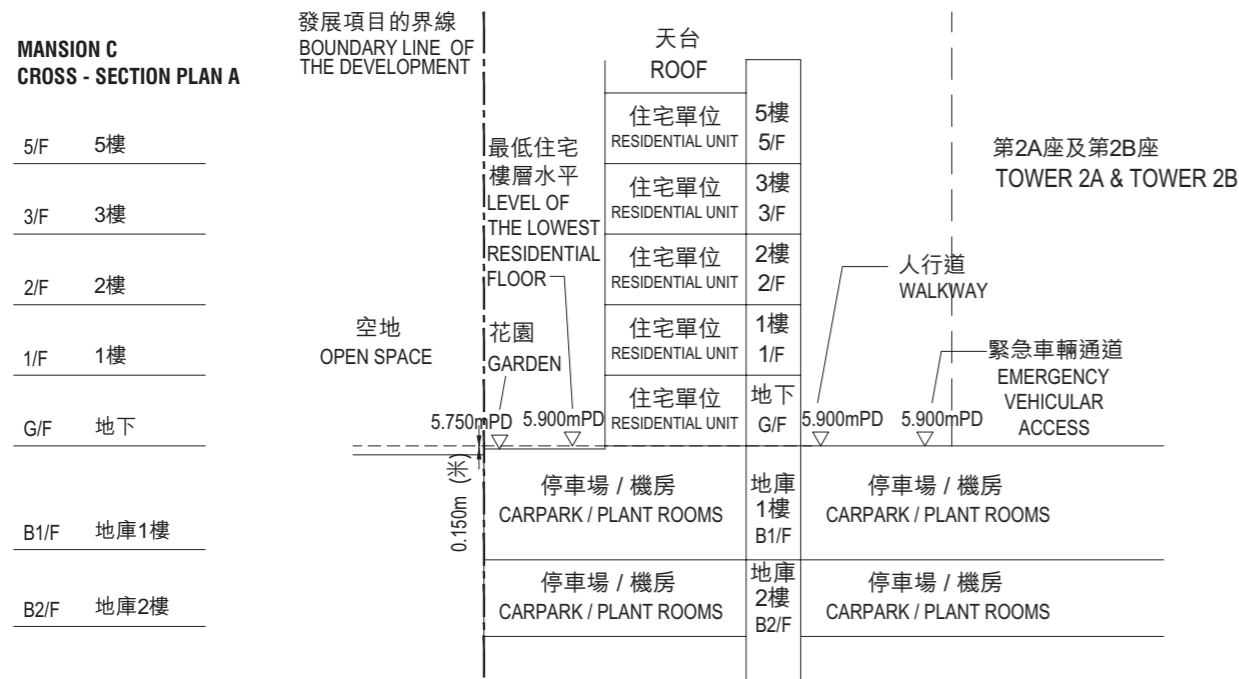 MANSION C
CROSS - SECTION PLAN A
5/F 5樓
3/F 3樓
2/F 2樓
1/F 1樓
G/F 地下
B1/F 地庫1樓
B2/F 地庫2樓
發展項目的界線
BOUNDARY LINE OF
THE DEVELOPMENT
空地
OPEN SPACE
最低住宅
樓層水平
LEVEL OF
THE LOWEST
RESIDENTIAL
FLOOR
花園
GARDEN
5.750mPD
5.900mPD
0.150m (米)
天台
ROOF
住宅單位
RESIDENTIAL UNIT
5樓
5/F
住宅單位
RESIDENTIAL UNIT
3樓
3/F
住宅單位
RESIDENTIAL UNIT
2樓
2/F
住宅單位
RESIDENTIAL UNIT
1樓
1/F
住宅單位
RESIDENTIAL UNIT
地下
G/F
停車場 / 機房
CARPARK / PLANT ROOMS
地庫
1樓
B1/F
停車場 / 機房
CARPARK / PLANT ROOMS
停車場 / 機房
CARPARK / PLANT ROOMS
地庫
2樓
B2/F
停車場 / 機房
CARPARK / PLANT ROOMS
人行道
WALKWAY
5.900mPD
5.900mPD
緊急車輛通道
EMERGENCY
VEHICULAR
ACCESS
第2A座及第2B座
TOWER 2A & TOWER 2B